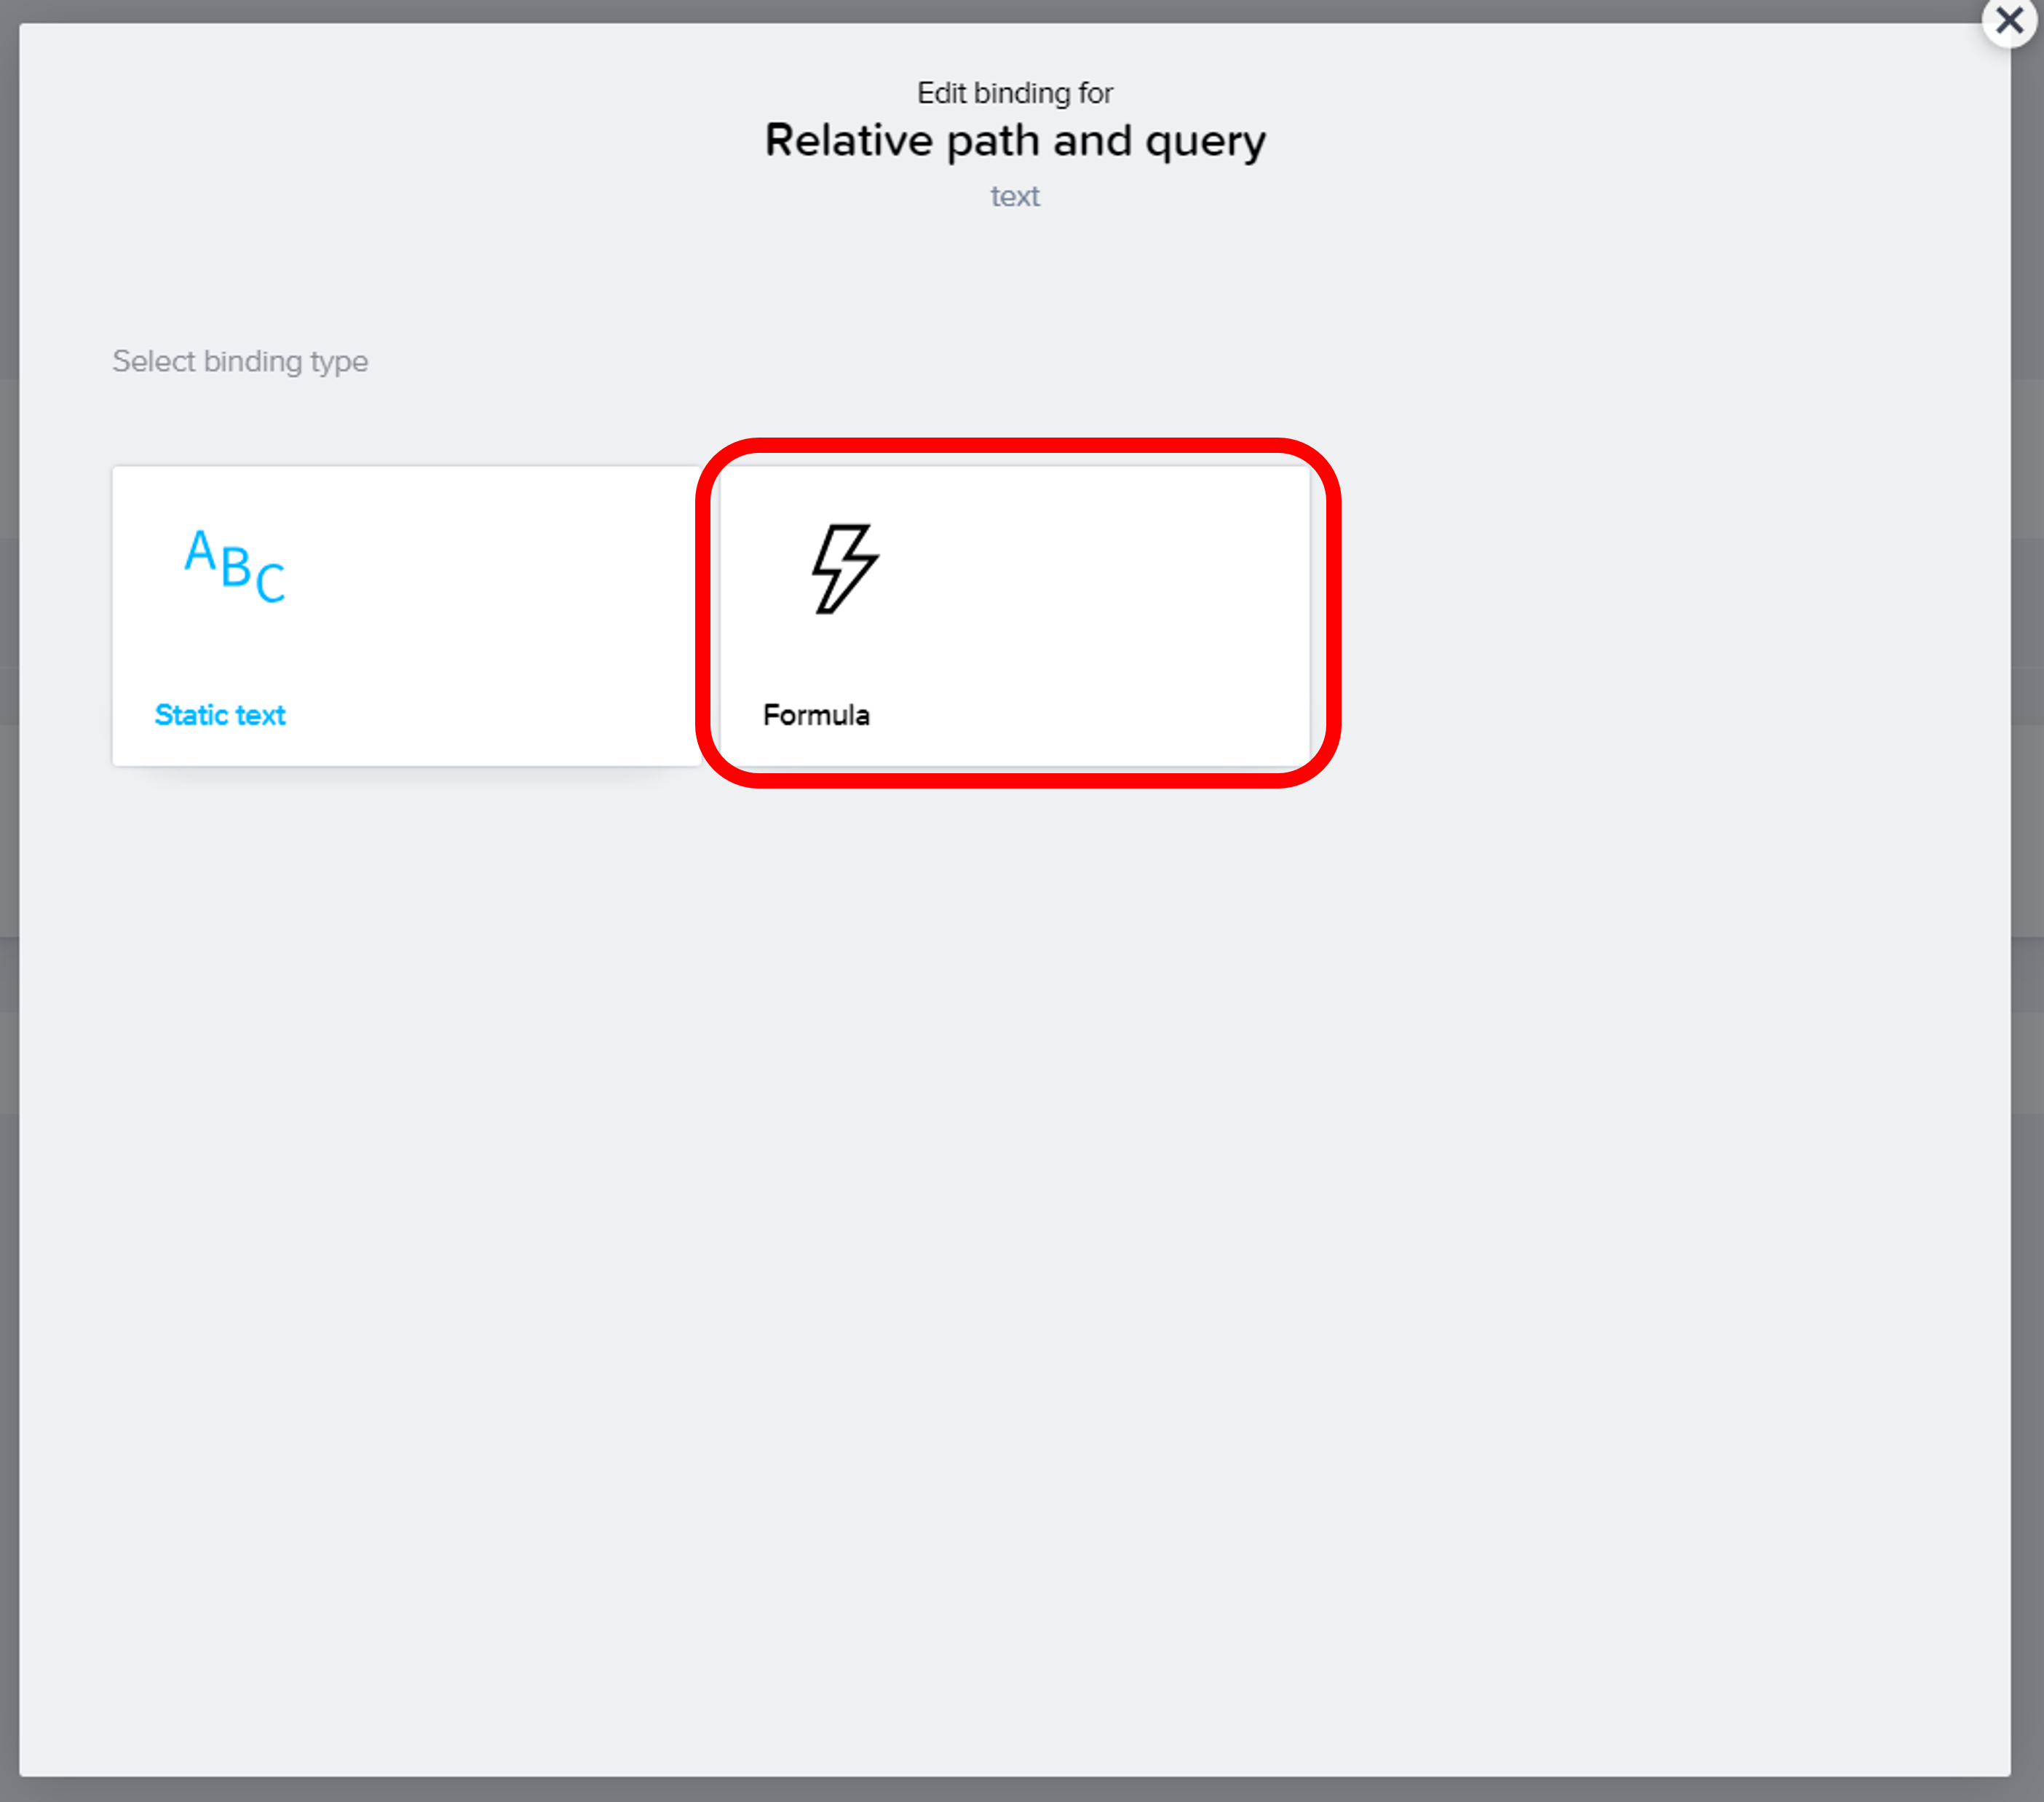 Edit binding for
Relative path and query
text
Select binding type
ABC
Static text
Formula